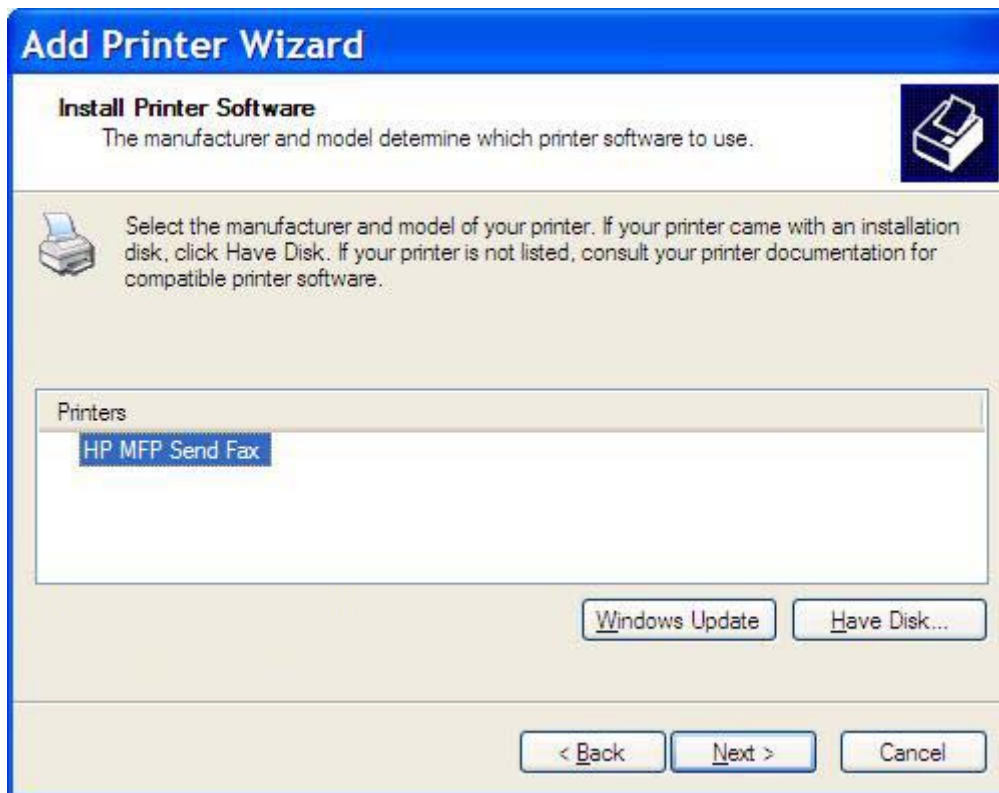 Add Printer Wizard
Install Printer Software
The manufacturer and model determine which printer software to use.
Select the manufacturer and model of your printer. If your printer came with an installation
disk, click Have Disk. If your printer is not listed, consult your printer documentation for
compatible printer software.
Printers
HP MFP Send Fax
Windows Update
Have Disk...
< Back
Next >
Cancel